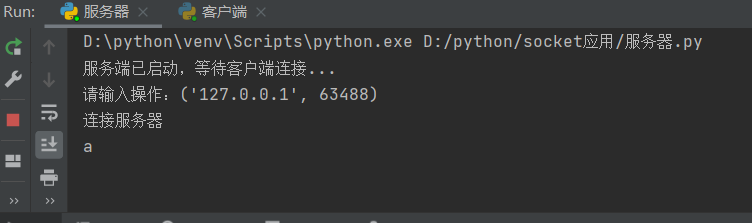 Run: 服务器 × 客户端 ×
D:\python\venv\Scripts\python.exe D:/python/socket应用/服务器.py
服务端已启动，等待客户端连接...
请输入操作：('127.0.0.1', 63488)
连接服务器
a